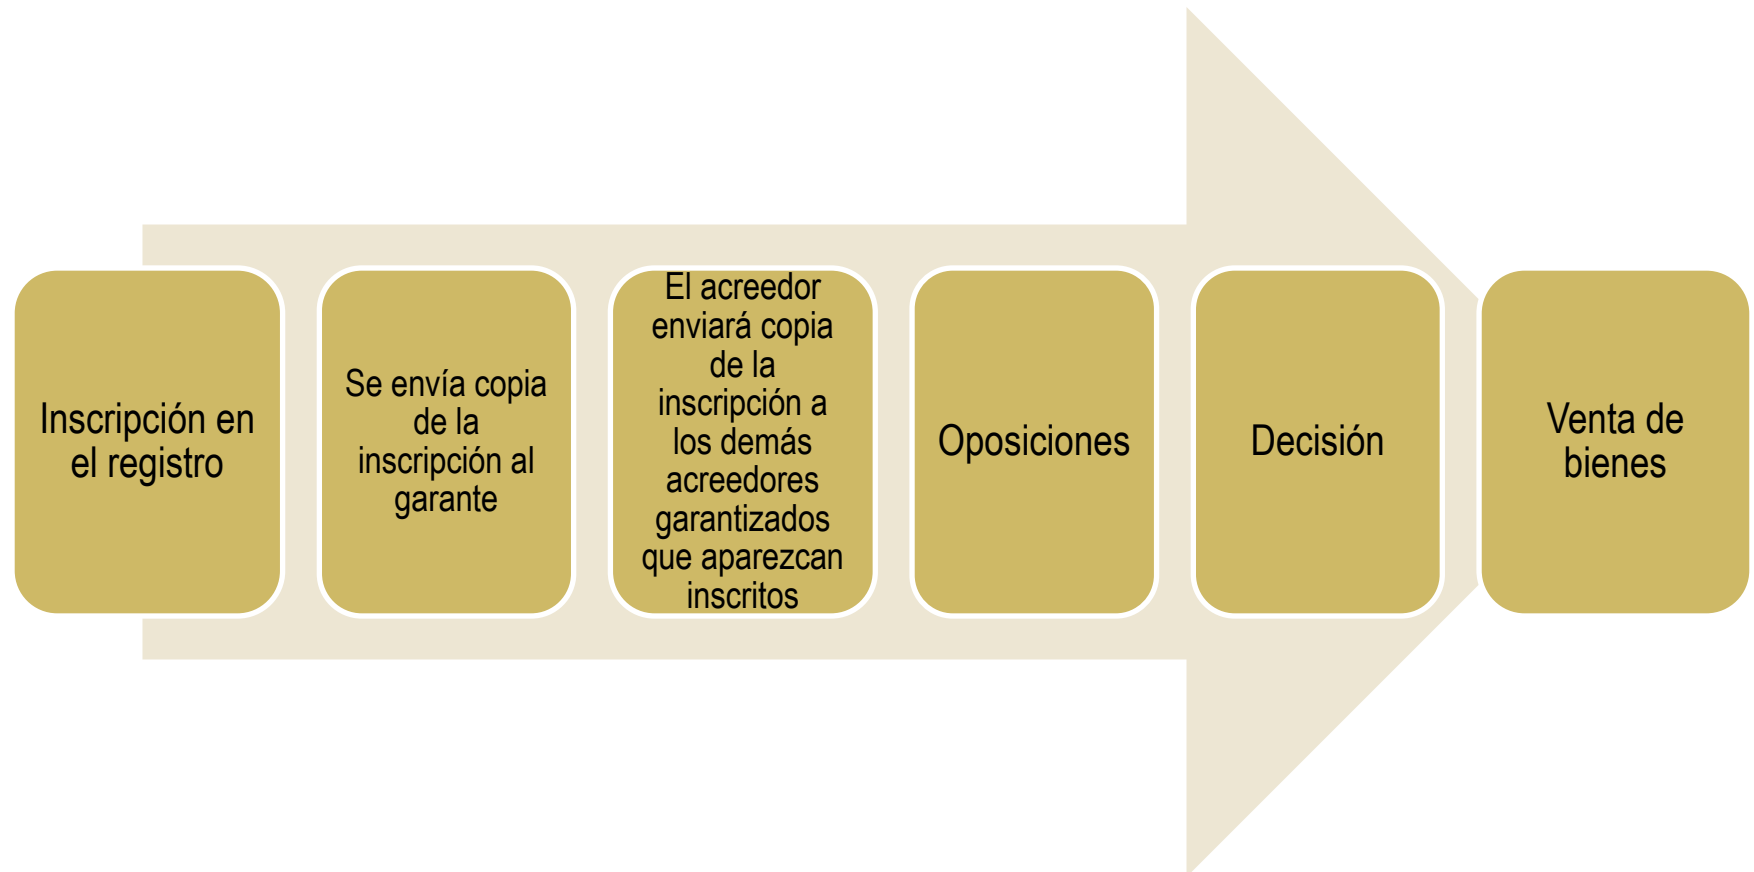 Inscripción en
el registro
Se envía copia
de la
inscripción al
garante
El acreedor
enviará copia
de la
inscripción a
los demás
acreedores
garantizados
que aparezcan
inscritos
Oposiciones
Decisión
Venta de
bienes